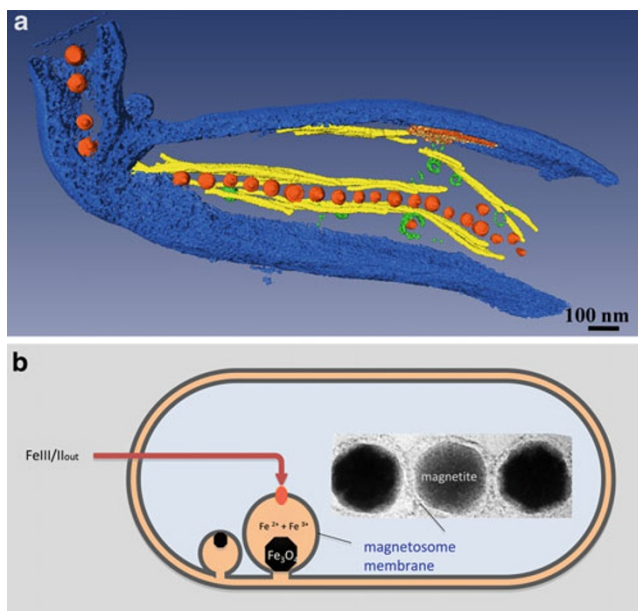 a
100 nm
b
FeIII/IIout
magnetite
Fe 2+ + Fe 3+
Fe3O4
magnetosome
membrane